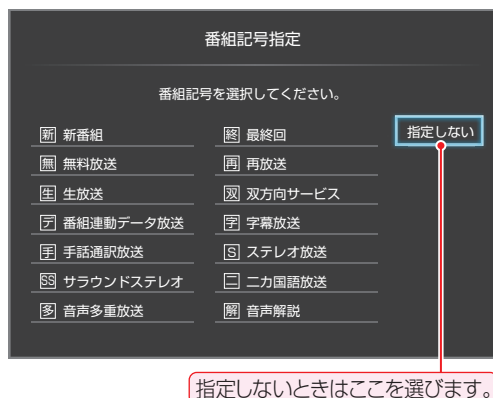 番組記号指定
番組記号を選択してください。
新 新番組
終 最終回
指定しない
無 無料放送
再 再放送
生 生放送
双 双方向サービス
デ 番組連動データ放送
字 字幕放送
手 手話通訳放送
S ステレオ放送
SS サラウンドステレオ
二 二カ国語放送
多 音声多重放送
解 音声解説
指定しないときはここを選びます。